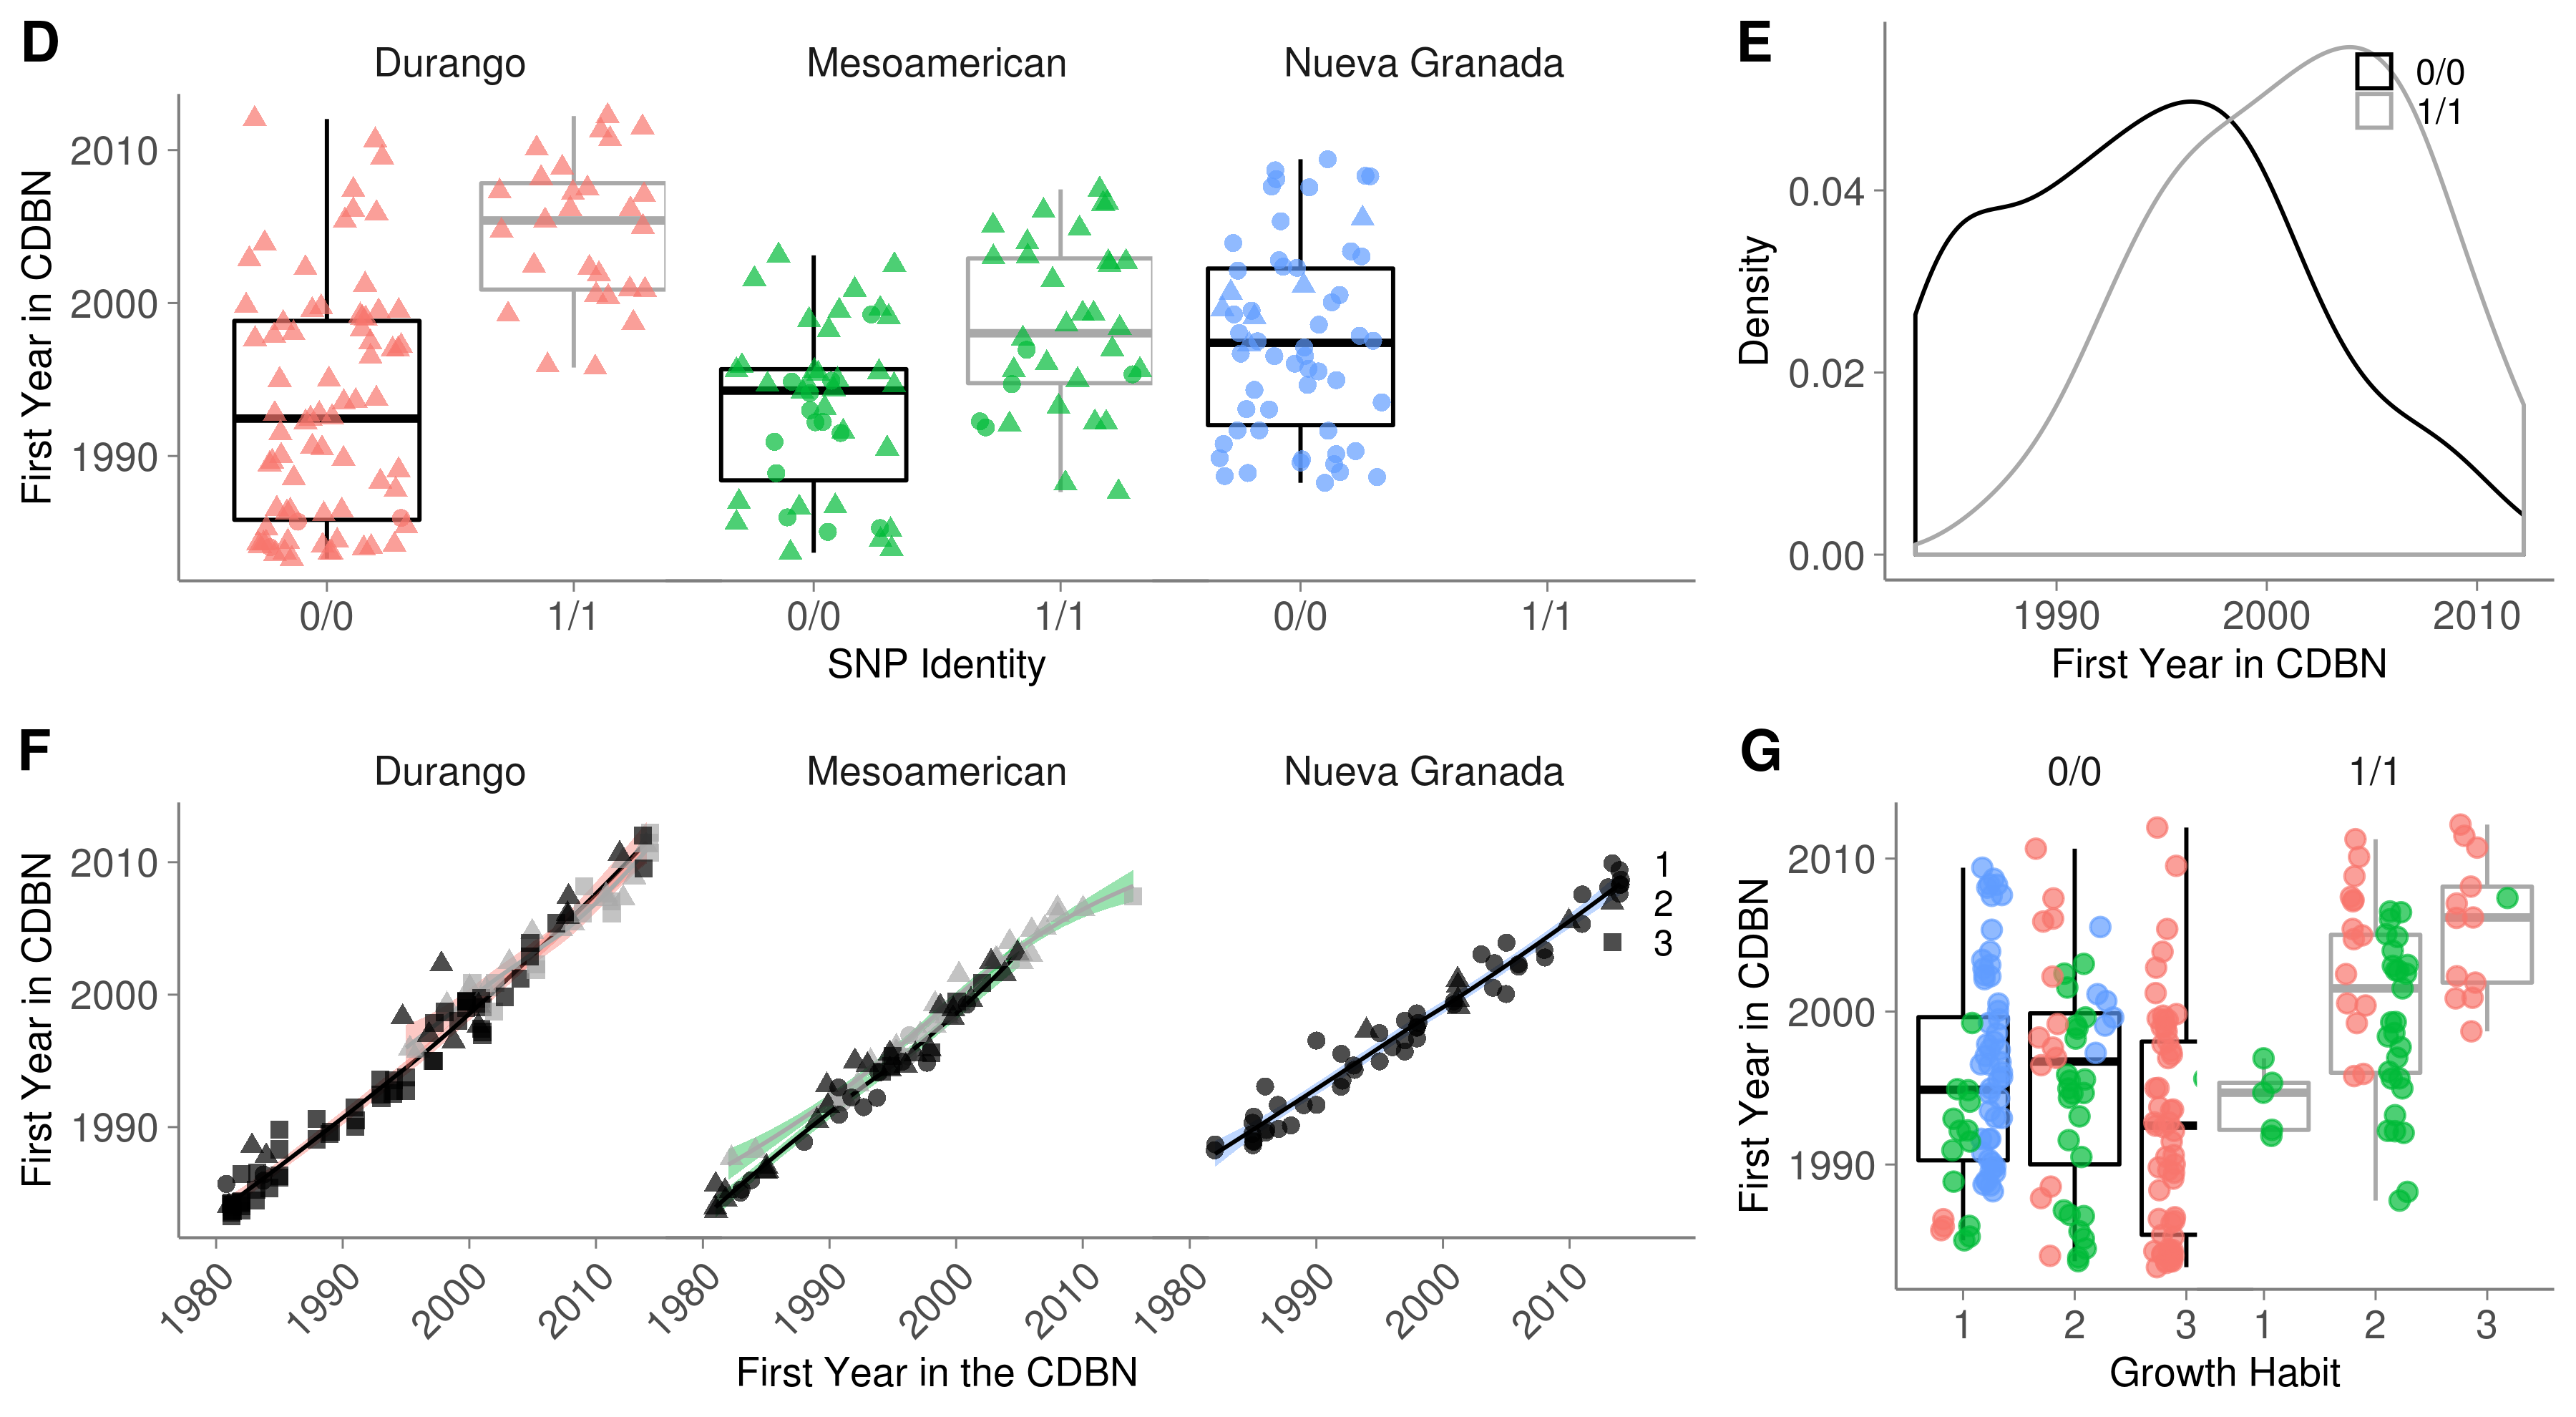 D
Durango Mesoamerican Nueva Granada
First Year in CDBN
2010
2000
1990
0/0 1/1 0/0 1/1 0/0 1/1
SNP Identity
E
0/0
1/1
Density
0.04
0.02
0.00
1990 2000 2010
First Year in CDBN
F
Durango Mesoamerican Nueva Granada
First Year in CDBN
2010
2000
1990
1
2
3
1980 1990 2000 2010 1980 1990 2000 2010 1980 1990 2000 2010
First Year in the CDBN
G
0/0 1/1
First Year in CDBN
2010
2000
1990
1 2 3 1 2 3
Growth Habit